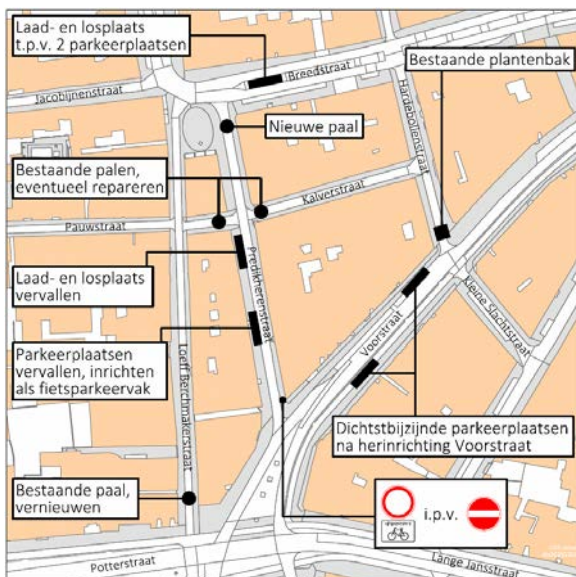 Laad- en losplaats
t.p.v. 2 parkeerplaatsen
Breedstraat
Bestaande plantenbak
Jacobijnenstraat
Hardebollenstraat
Nieuwe paal
Bestaande palen,
eventueel repareren
Kalverstraat
Pauwstraat
Laad- en losplaats
vervallen
Predikherenstraat
Kleine Slachtstraat
Voorstraat
Parkeerplaatsen
vervallen, inrichten
als fietsparkeervak
Loeff Berchmakerstraat
Dichtstbijzijnde parkeerplaatsen
na herinrichting Voorstraat
Bestaande paal,
vernieuwen
i.p.v.
Potterstraat
Lange Jansstraat